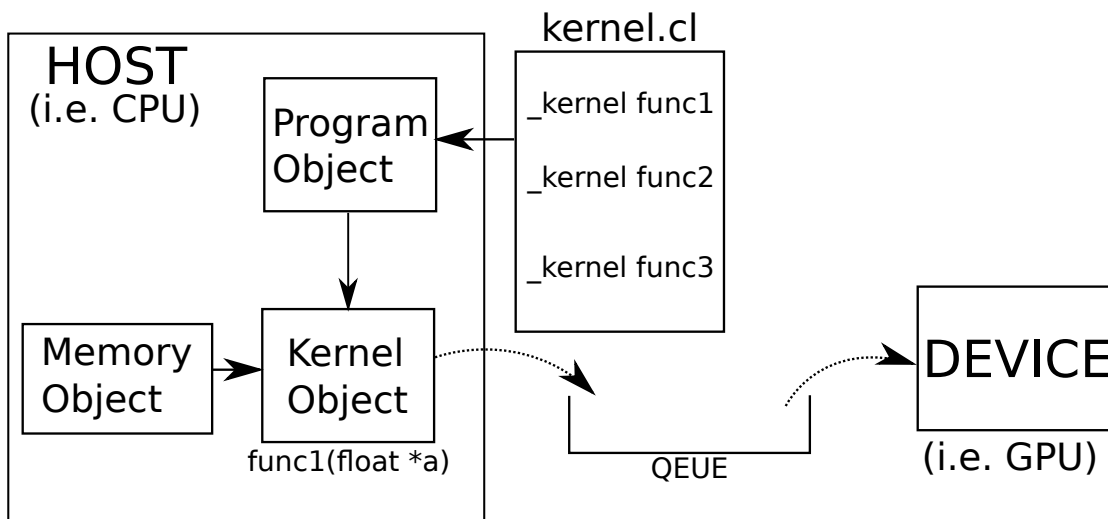 kernel.cl
HOST
(i.e. CPU)
Program
Object
_kernel func1
_kernel func2
_kernel func3
Memory
Object
Kernel
Object
func1(float *a)
QEUE
DEVICE
(i.e. GPU)